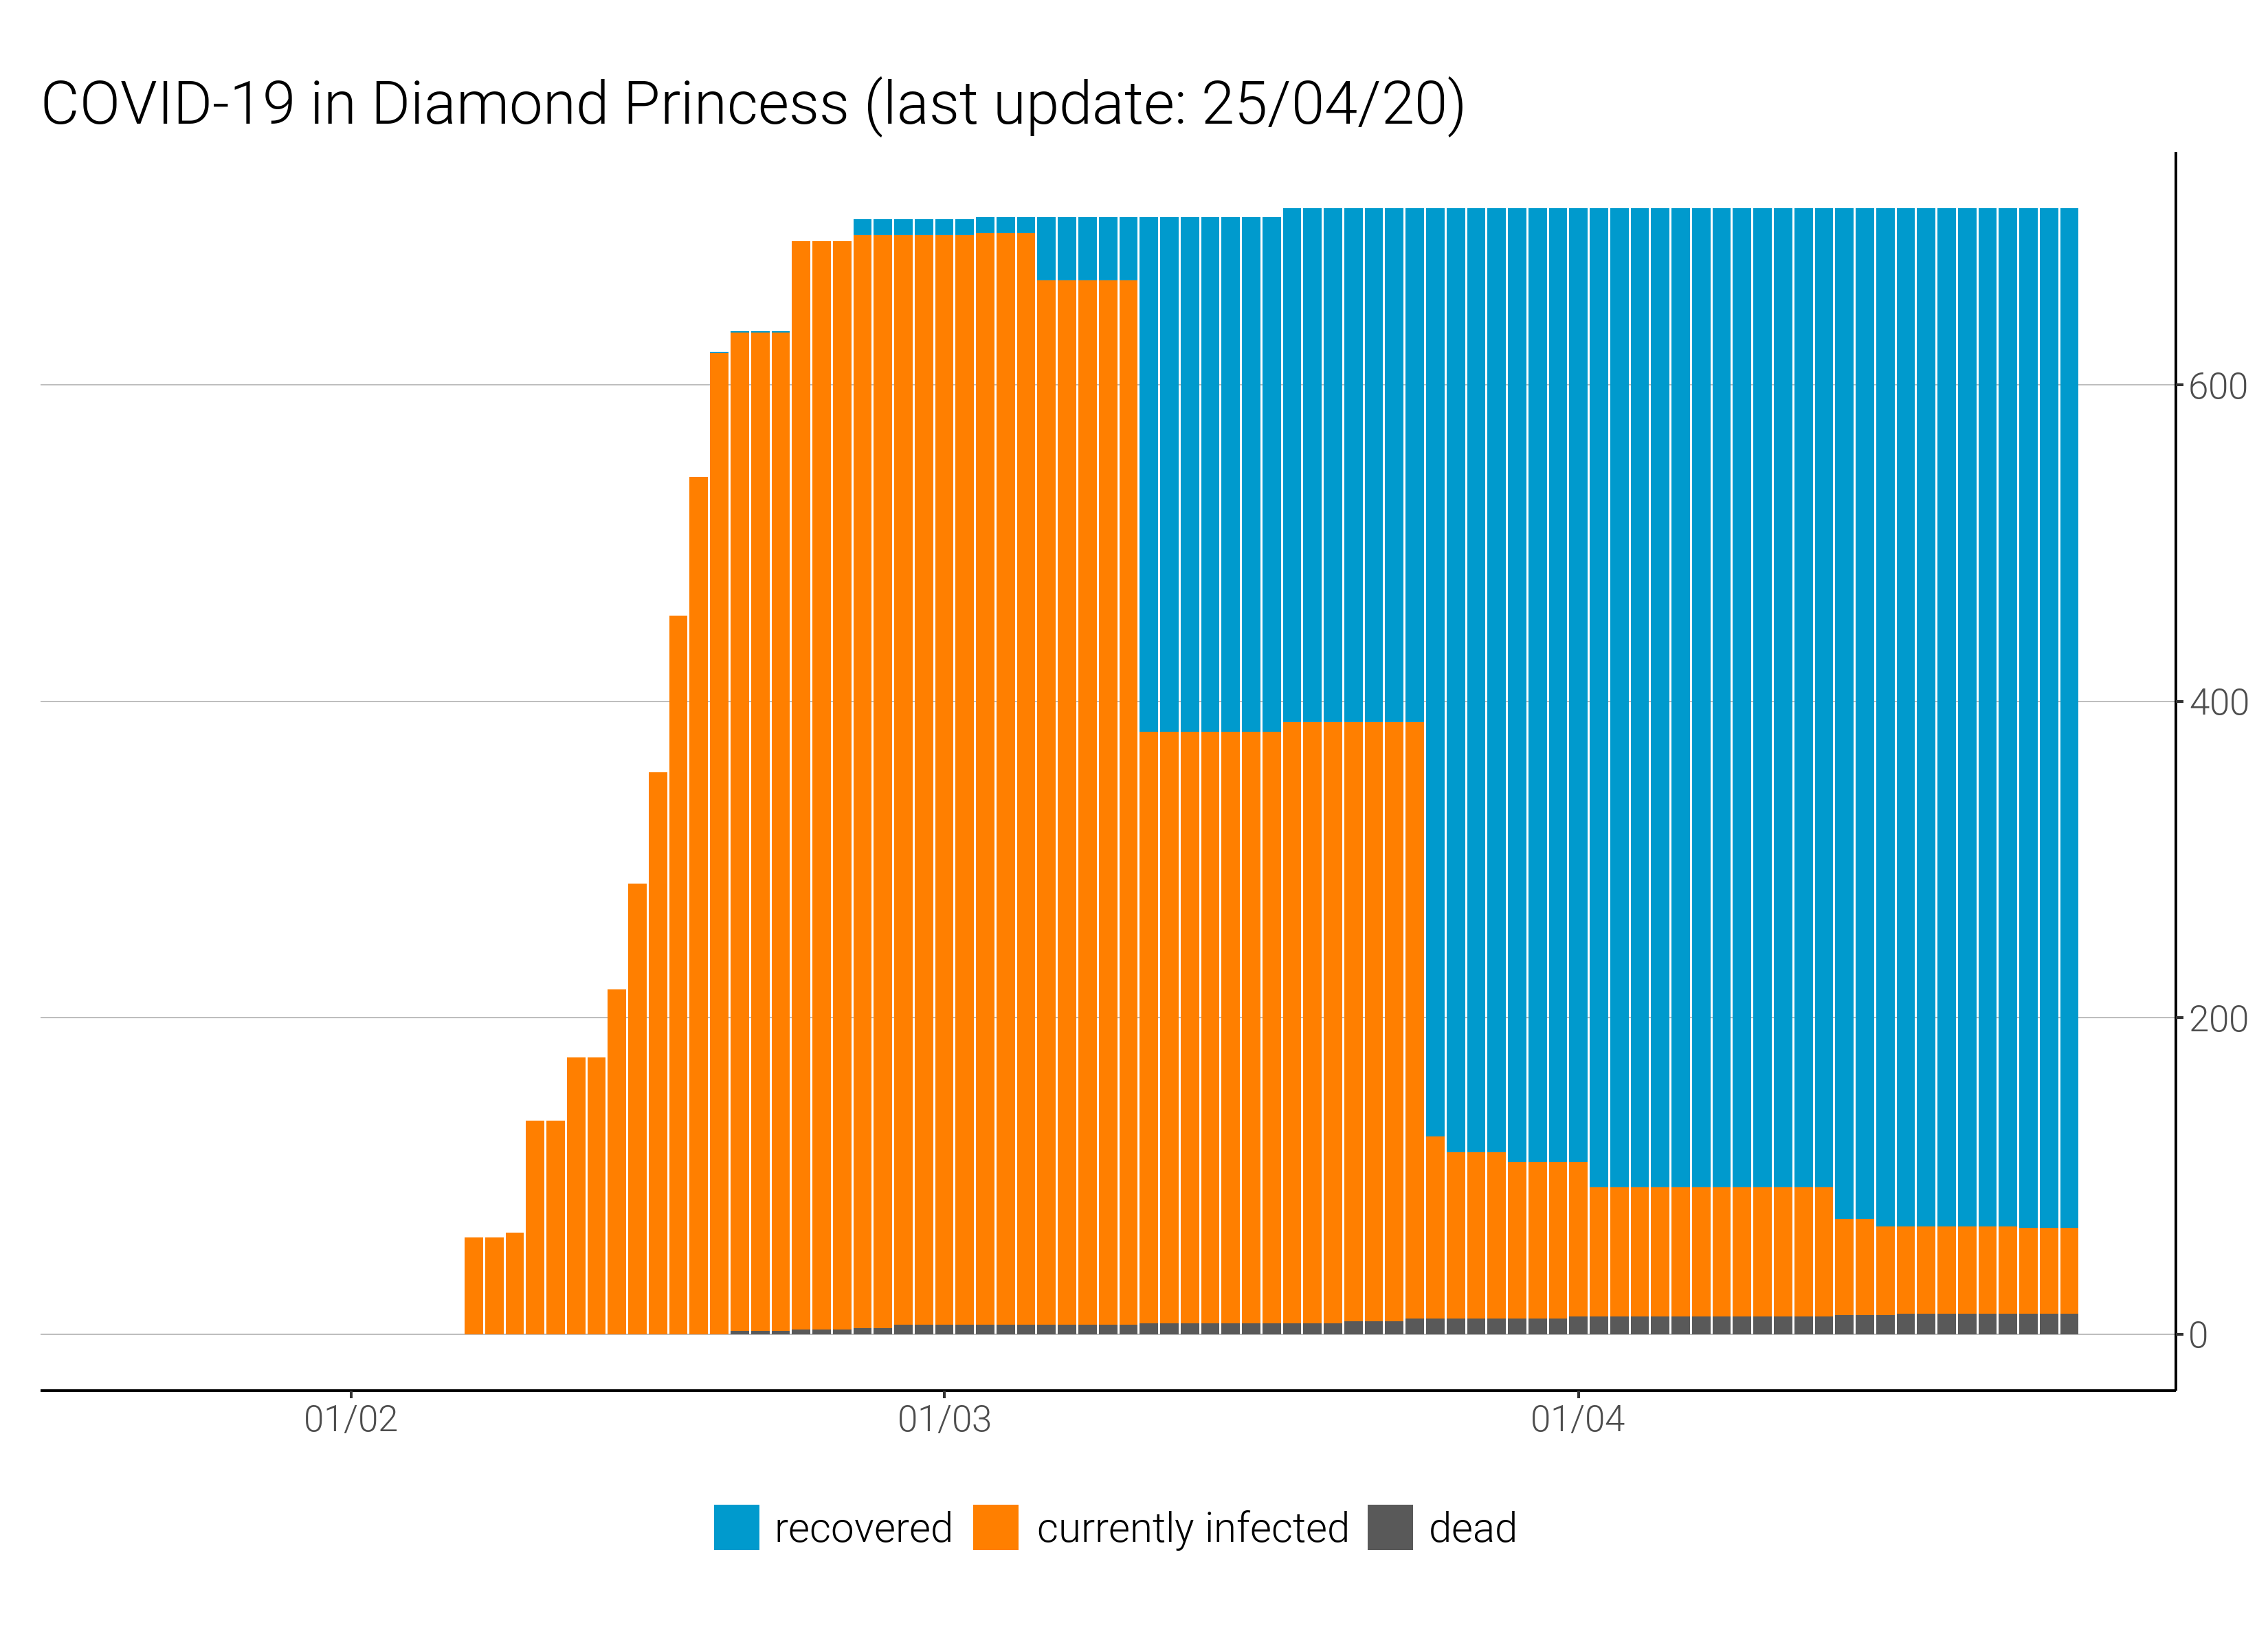 COVID-19 in Diamond Princess (last update: 25/04/20)
600
400
200
0
01/02 01/03 01/04
recovered currently infected dead